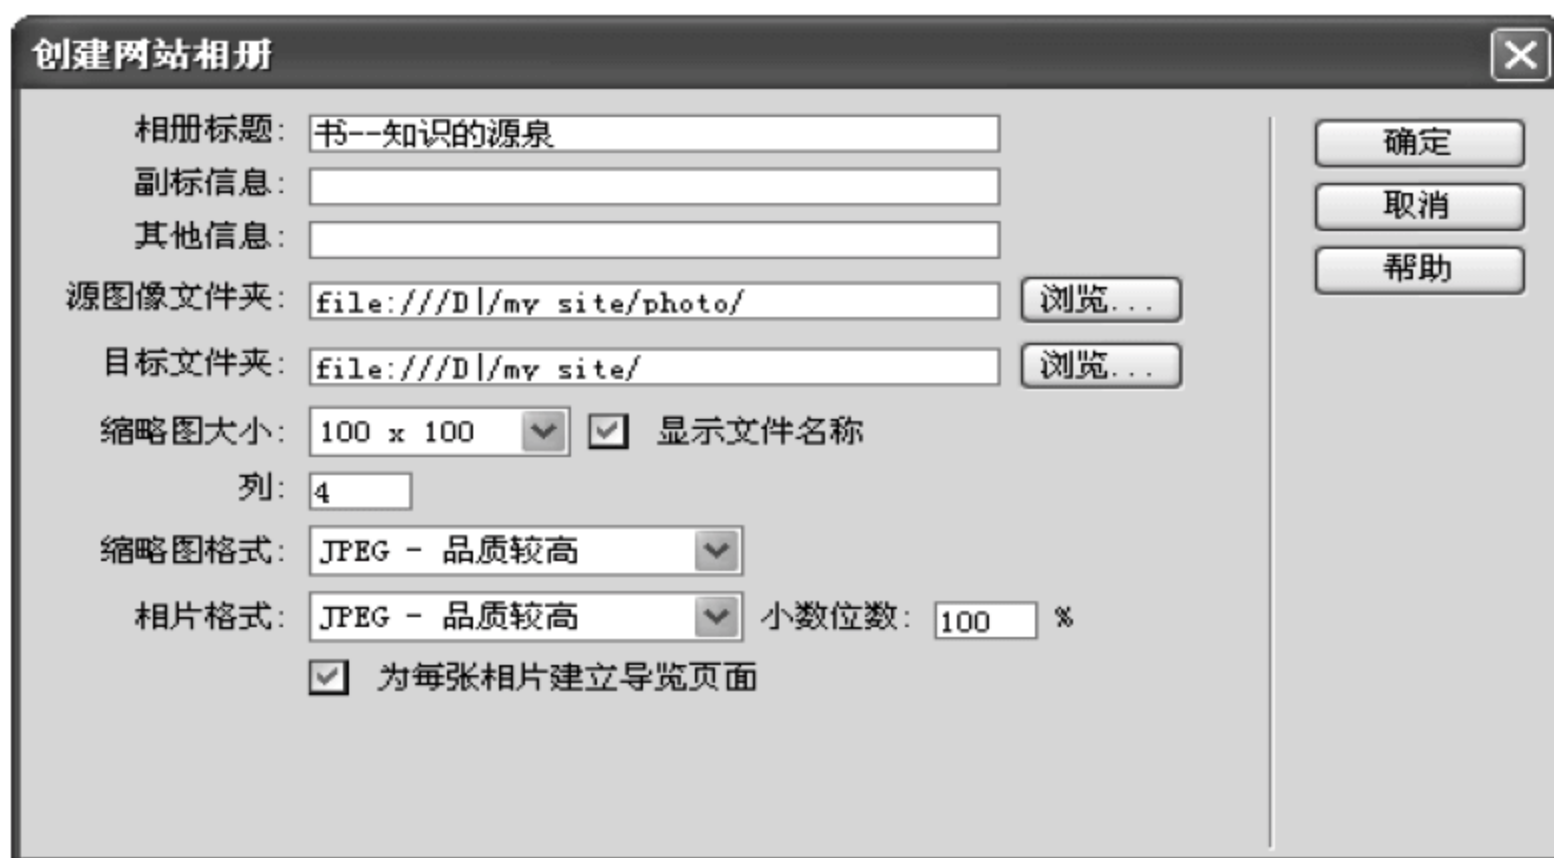 创建网站相册
相册标题: 书--知识的源泉 确定
副标信息: 取消
其他信息: 帮助
源图像文件夹: file:///D|/my site/photo/ 浏览...
目标文件夹: file:///D|/my site/ 浏览...
缩略图大小: 100 x 100 显示文件名称
列: 4
缩略图格式: JPEG - 品质较高
相片格式: JPEG - 品质较高 小数位数: 100 %
为每张相片建立导览页面